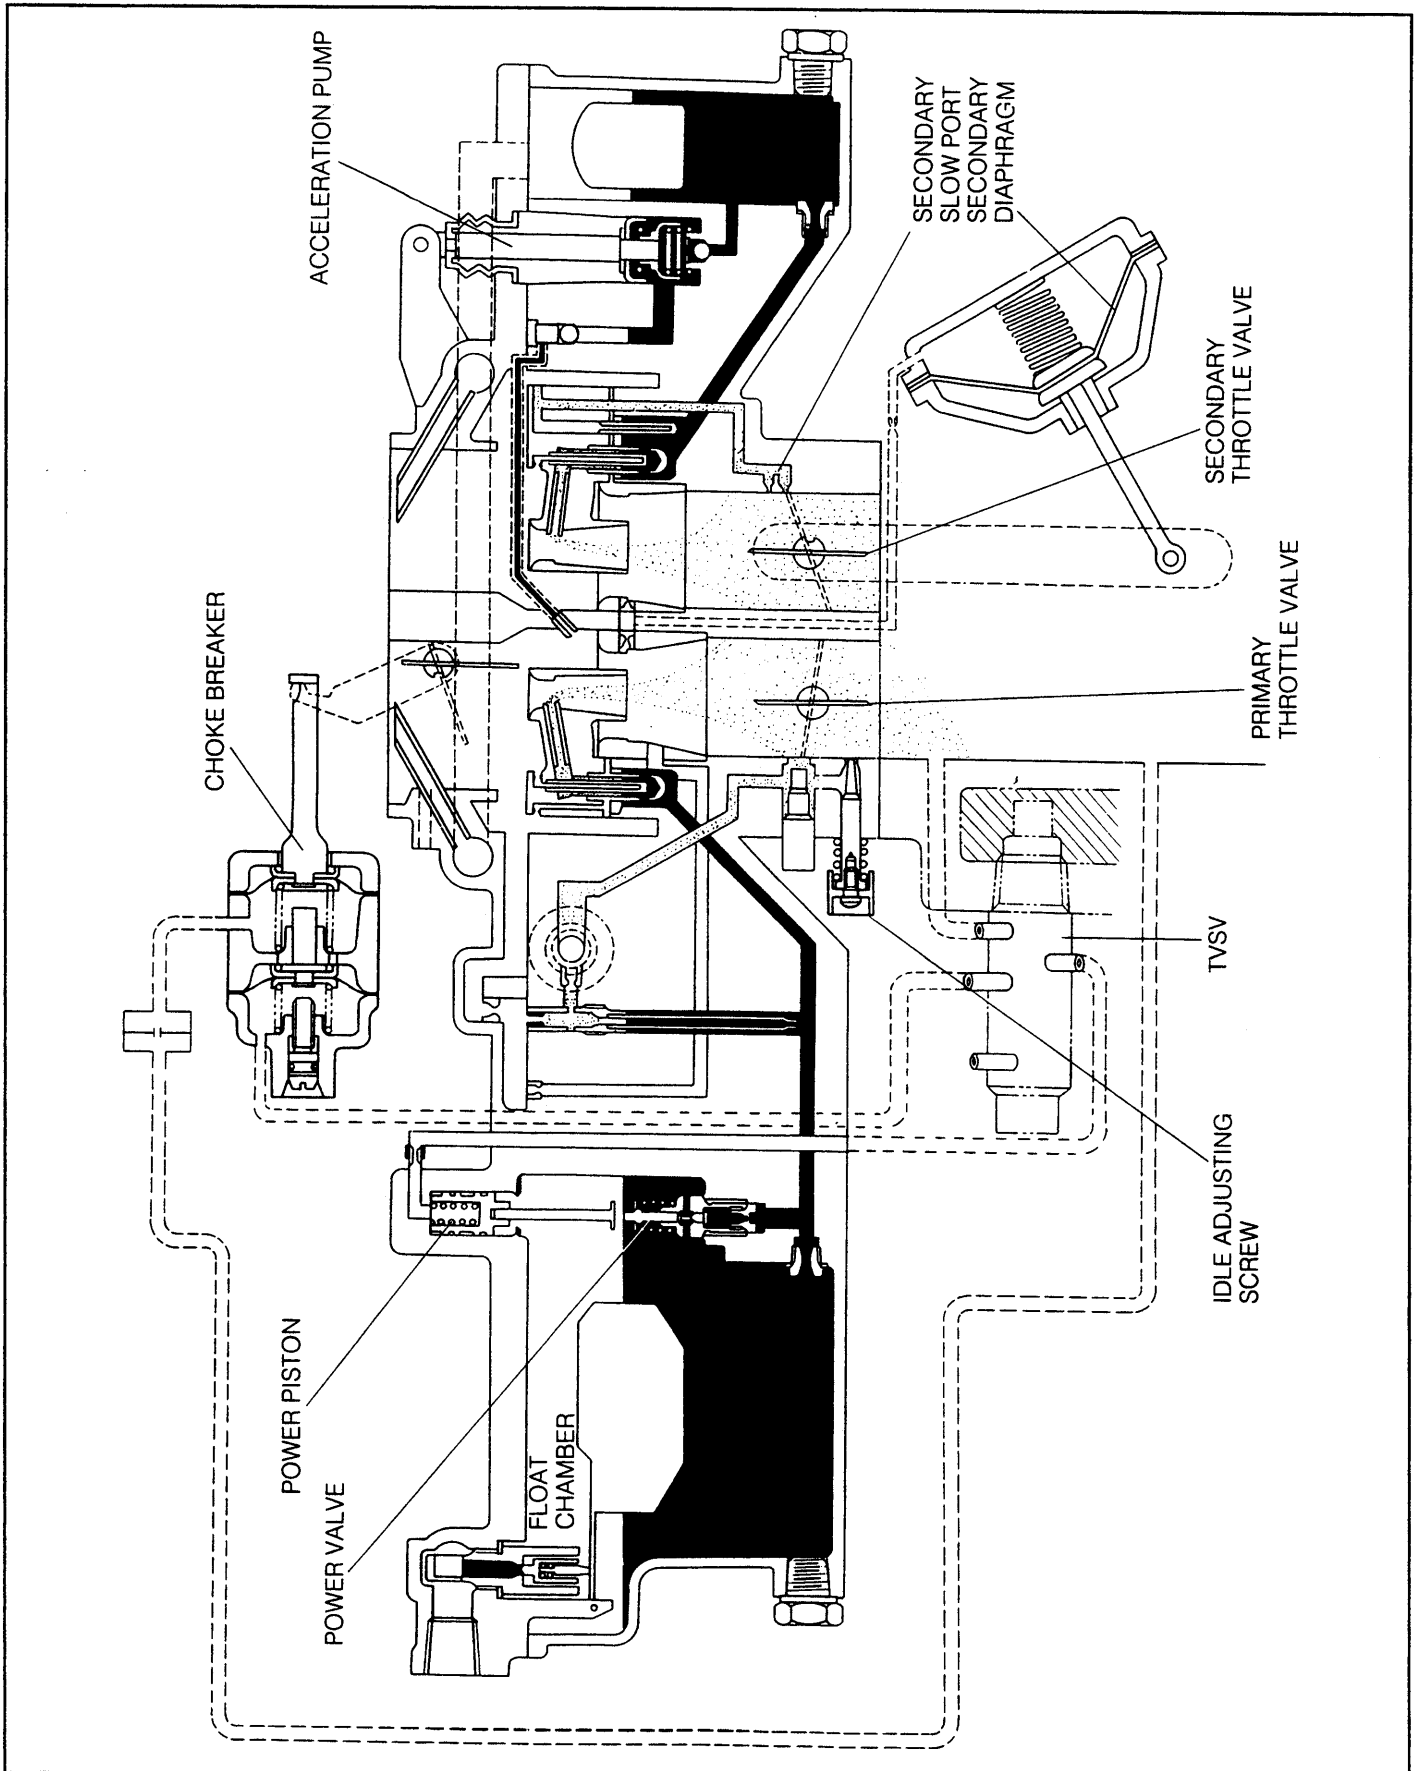 ACCELERATION PUMP
SECONDARY
SLOW PORT
SECONDARY
DIAPHRAGM
CHOKE BREAKER
SECONDARY
THROTTLE VALVE
PRIMARY
THROTTLE VALVE
TVSV
IDLE ADJUSTING
SCREW
POWER PISTON
FLOAT
CHAMBER
POWER VALVE